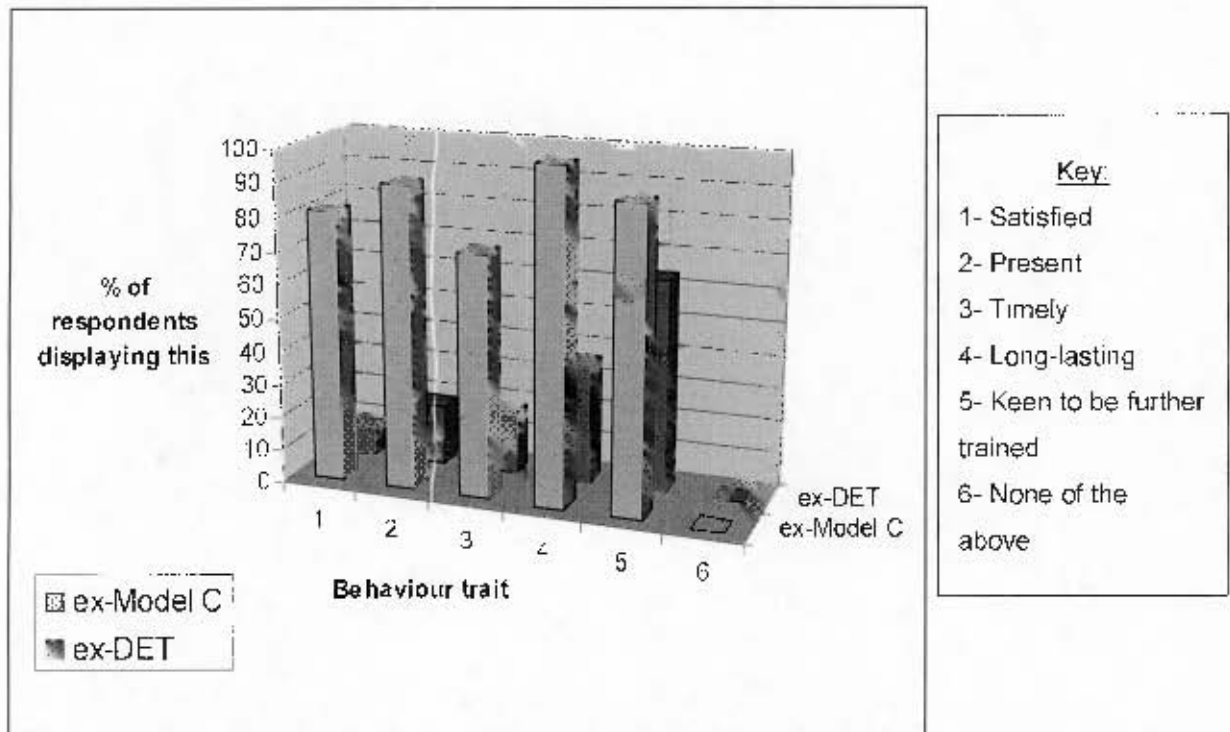 100
90
80
70
60
50
40
30
20
10
0
% of
respondents
displaying this
1
2
3
4
5
6
ex-DET
ex-Model C
Behaviour trait
ex-Model C
ex-DET
Key:
1- Satisfied
2- Present
3- Timely
4- Long-lasting
5- Keen to be further
trained
6- None of the
above